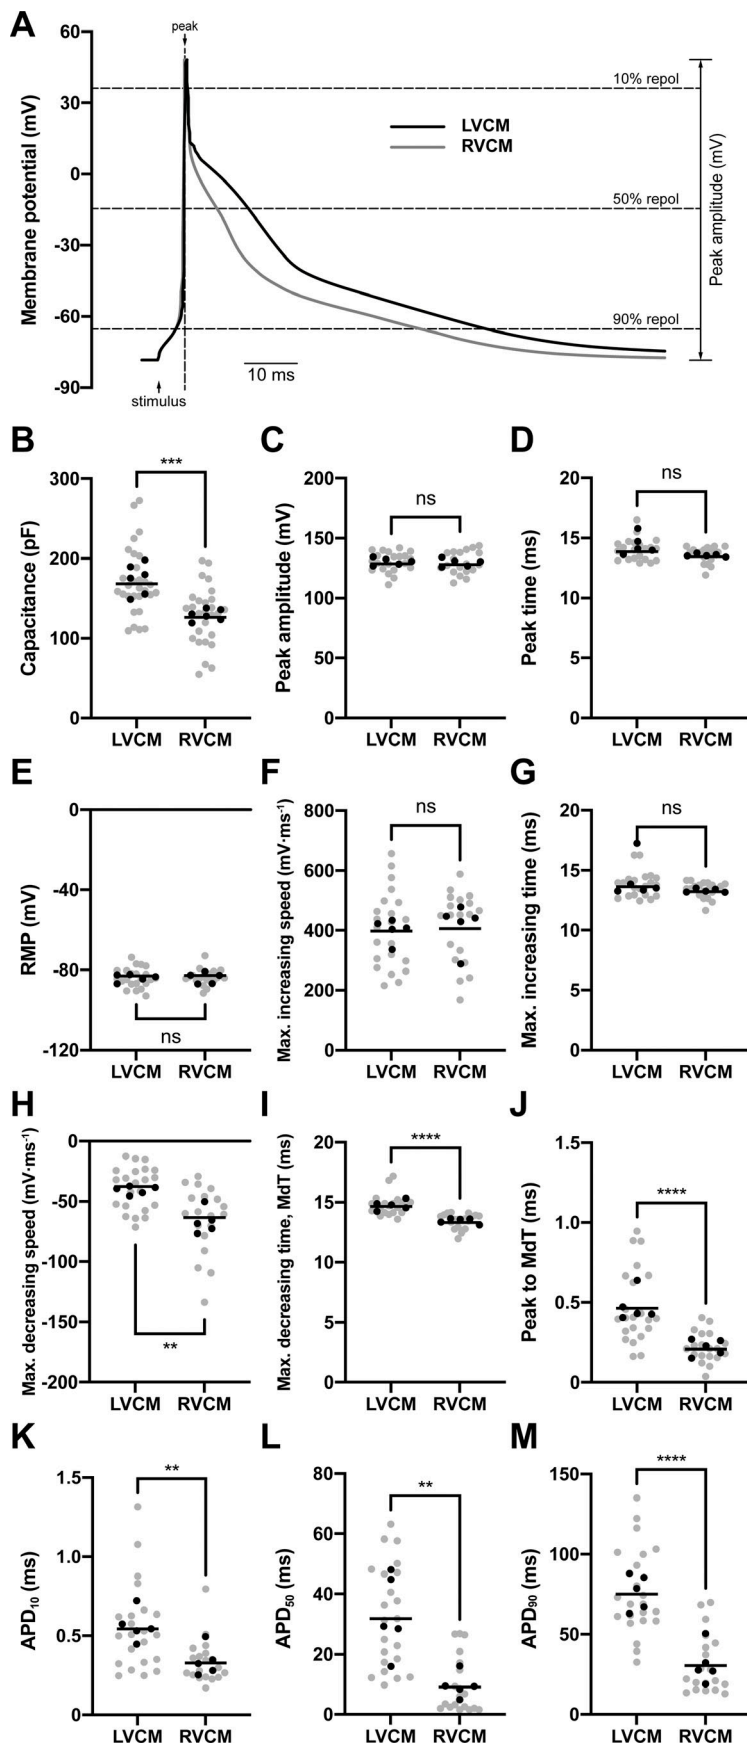 A
peak
60
30
0
-30
-60
-90
Membrane potential (mV)
10% repol
50% repol
90% repol
LVCM
RVCM
Peak amplitude (mV)
10 ms
stimulus
B
***
300
200
100
0
Capacitance (pF)
LVCM RVCM
C
ns
200
150
100
50
0
Peak amplitude (mV)
LVCM RVCM
D
ns
20
15
10
5
0
Peak time (ms)
LVCM RVCM
E
0
-40
-80
-120
RMP (mV)
ns
LVCM RVCM
F
ns
800
600
400
200
0
Max. increasing speed (mV·ms⁻¹)
LVCM RVCM
G
ns
20
15
10
5
0
Max. increasing time (ms)
LVCM RVCM
H
0
-50
-100
-150
-200
Max. decreasing speed (mV·ms⁻¹)
**
LVCM RVCM
I
****
20
15
10
5
0
Max. decreasing time, MdT (ms)
LVCM RVCM
J
****
1.5
1.0
0.5
0
Peak to MdT (ms)
LVCM RVCM
K
**
1.5
1.0
0.5
0
APD₁₀ (ms)
LVCM RVCM
L
**
80
60
40
20
0
APD₅₀ (ms)
LVCM RVCM
M
****
150
100
50
0
APD₉₀ (ms)
LVCM RVCM